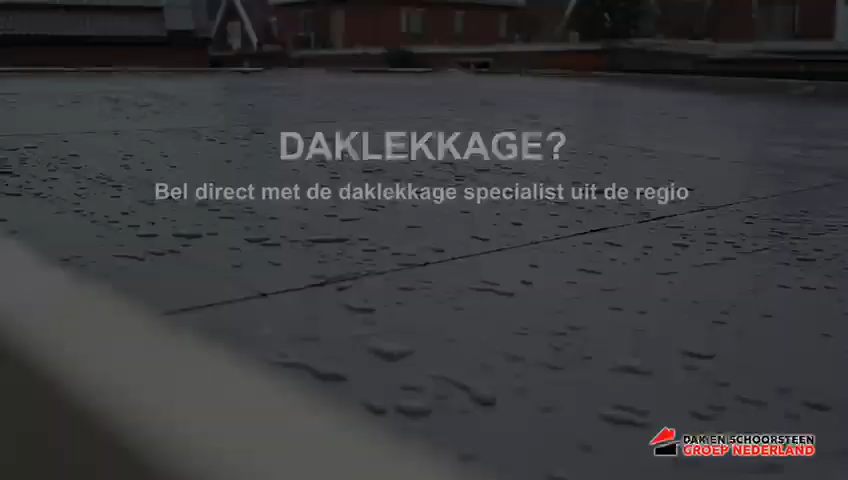 DAKLEKKAGE?
Bel direct met de daklekkage specialist uit de regio
DAK EN SCHOORSTEEN
GROEP NEDERLAND